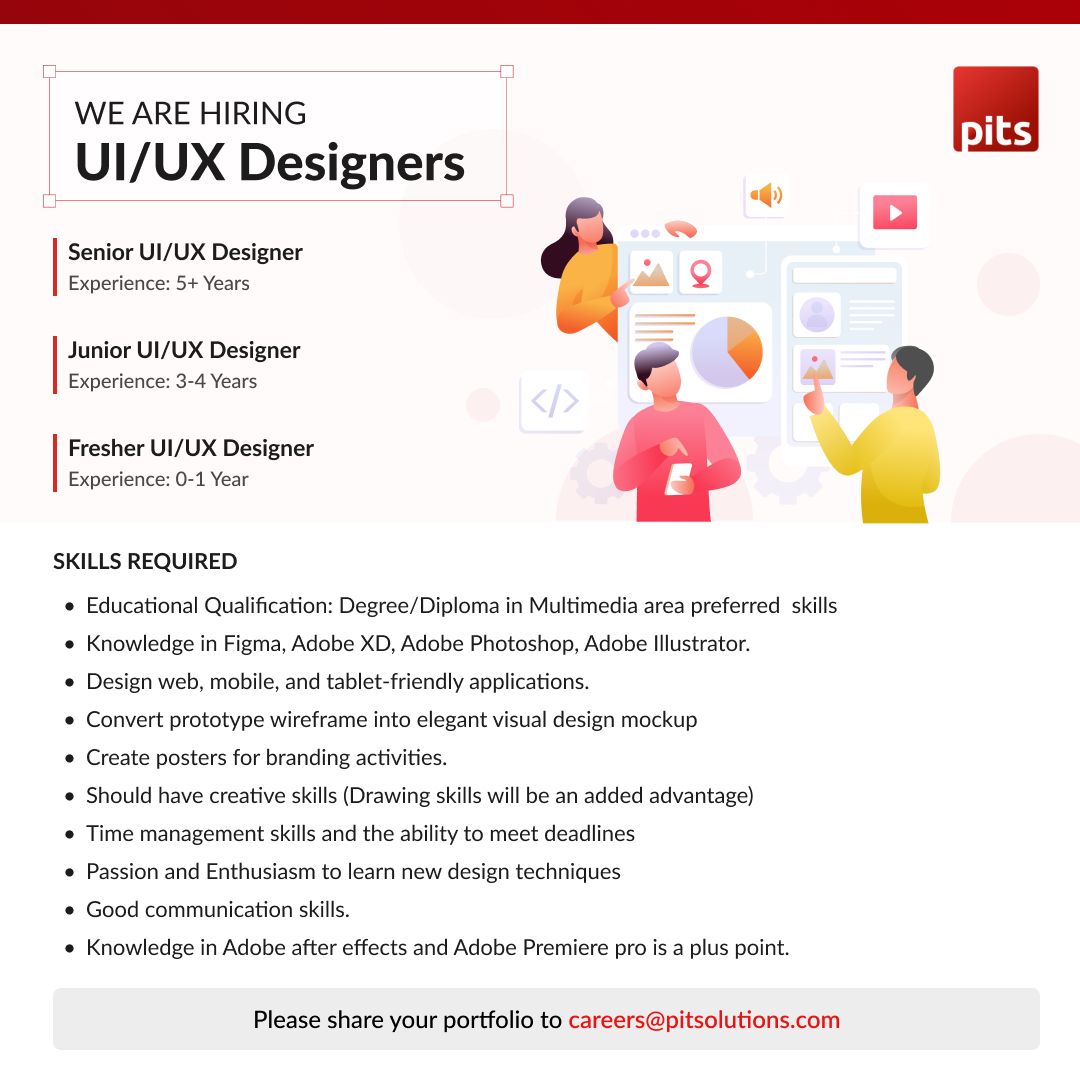 WE ARE HIRING
UI/UX Designers
pits
Senior UI/UX Designer
Experience: 5+ Years
Junior UI/UX Designer
Experience: 3-4 Years
Fresher UI/UX Designer
Experience: 0-1 Year
</>
SKILLS REQUIRED
• Educational Qualification: Degree/Diploma in Multimedia area preferred  skills
• Knowledge in Figma, Adobe XD, Adobe Photoshop, Adobe Illustrator.
• Design web, mobile, and tablet-friendly applications.
• Convert prototype wireframe into elegant visual design mockup
• Create posters for branding activities.
• Should have creative skills (Drawing skills will be an added advantage)
• Time management skills and the ability to meet deadlines
• Passion and Enthusiasm to learn new design techniques
• Good communication skills.
• Knowledge in Adobe after effects and Adobe Premiere pro is a plus point.
Please share your portfolio to careers@pitsolutions.com